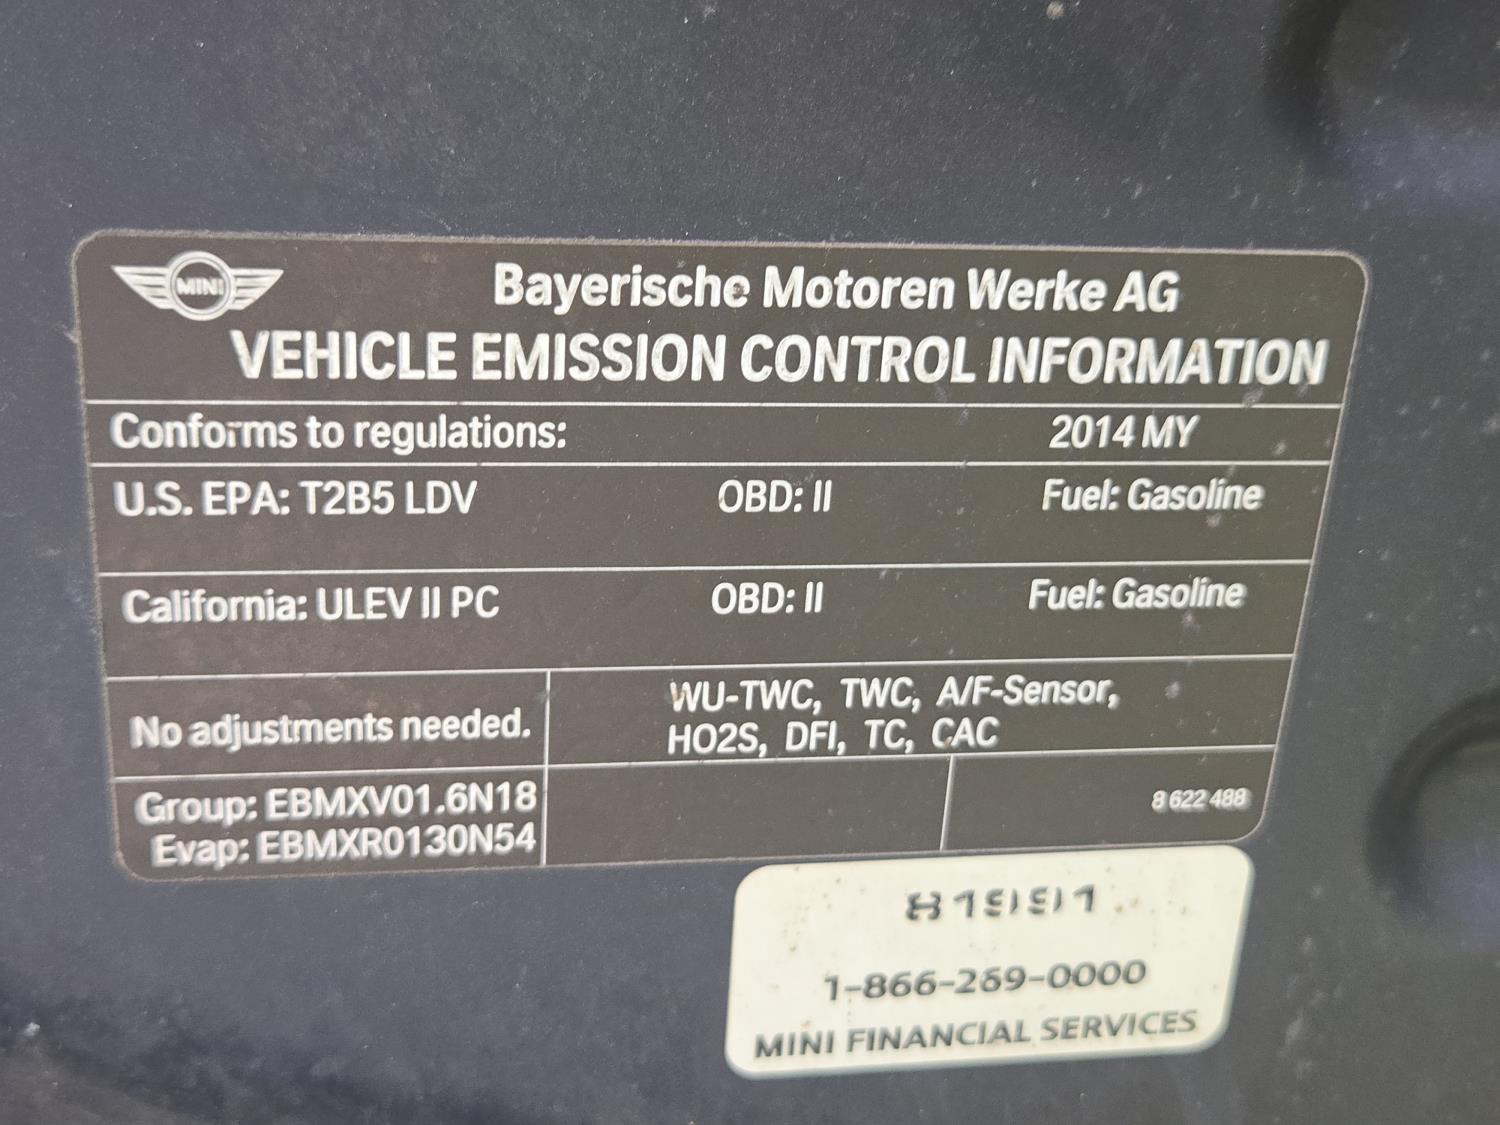 MINI
Bayerische Motoren Werke AG
VEHICLE EMISSION CONTROL INFORMATION
Conforms to regulations: 2014 MY
U.S. EPA: T2B5 LDV OBD: II Fuel: Gasoline
California: ULEV II PC OBD: II Fuel: Gasoline
No adjustments needed.
WU-TWC, TWC, A/F-Sensor,
HO2S, DFI, TC, CAC
Group: EBMXV01.6N18
Evap: EBMXR0130N54
8 622 488
1-866-269-0000
MINI FINANCIAL SERVICES